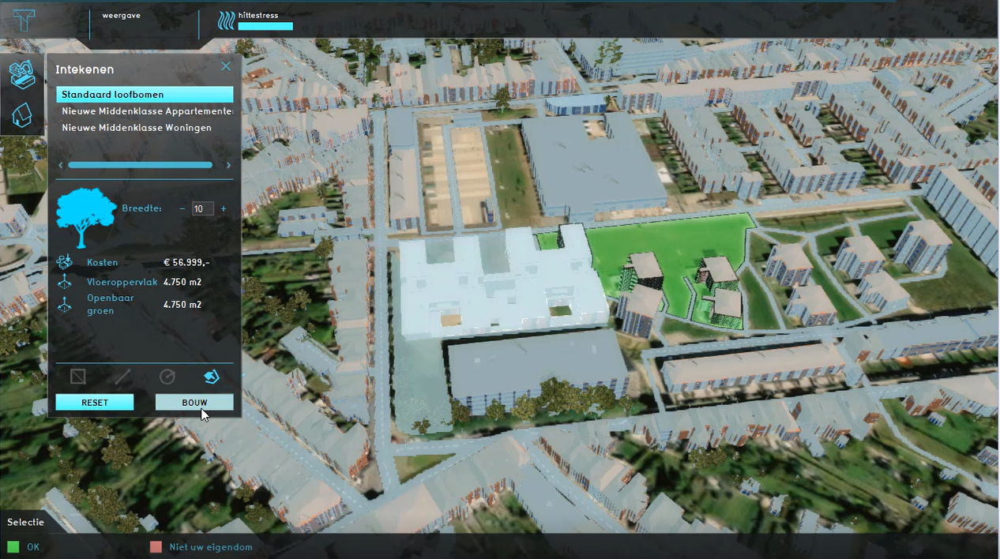 weergave
hittestress
Intekenen
Standaard loofbomen
Nieuwe Middenklasse Appartemente
Nieuwe Middenklasse Woningen
Breedte: - 10 +
Kosten € 56.999,-
Vloeroppervlak 4.750 m2
Openbaar groen 4.750 m2
RESET BOUW
Selectie
OK Niet uw eigendom